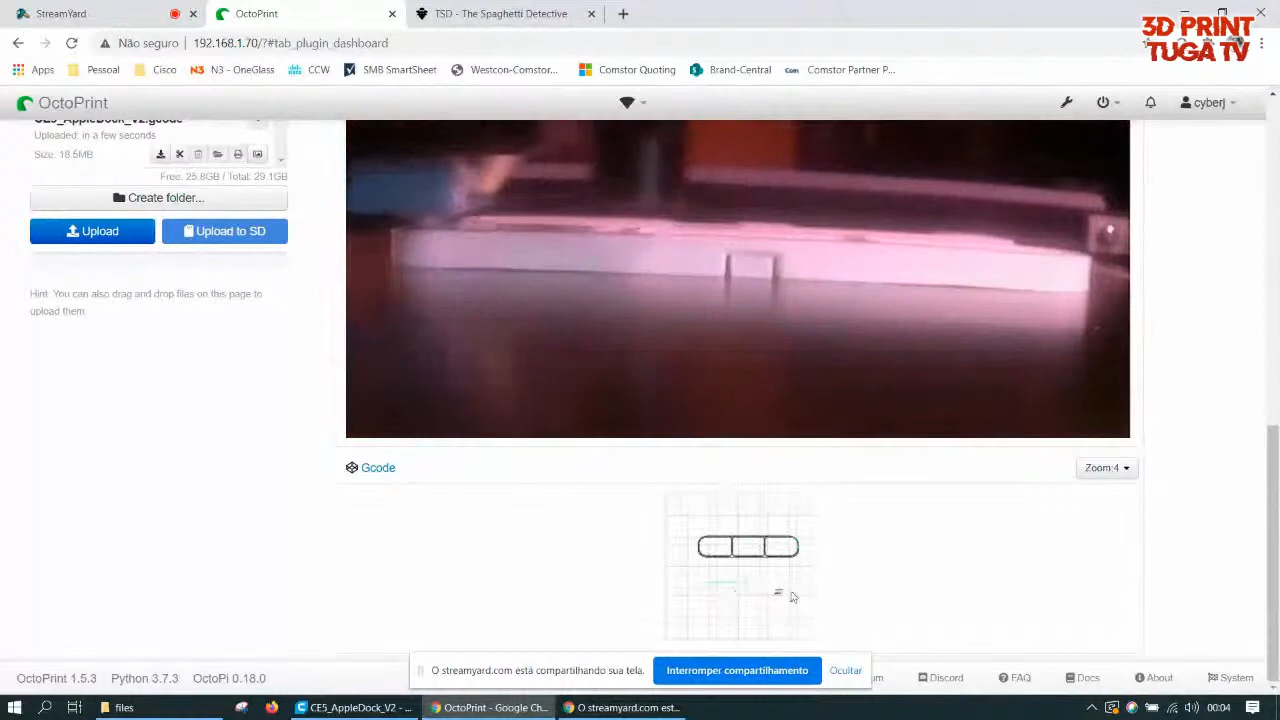 StreamYard
OctoPrint
TSD - The Spaghetti Detective
Não seguro
192.168.1.70/?#tab_plugin_dashboard
3D PRINT
TUGA TV
Apps
Pessoal
Cisco
N3 - OneGlass
CCW
SMB SmartSheet
Westcon-Comstor...
Comstor Quoting
Brand-Central
Comstor Partner P...
OctoPrint
cyberj
CE5_AppleDock_V2.gcode
Uploaded: in a few seconds
Size: 18.5MB
Free: 25.8GB / Total: 29.1GB
Create folder...
Upload
Upload to SD
Hint: You can also drag and drop files on this page to
upload them.
Gcode
Zoom:4
O streamyard.com está compartilhando sua tela.
Interromper compartilhamento
Ocultar
Python 3.7.3
OctoPi 0.18.0
Discord
FAQ
Docs
About
System
files
CE5_AppleDock_V2 - ...
OctoPrint - Google Ch...
O streamyard.com est...
00:04